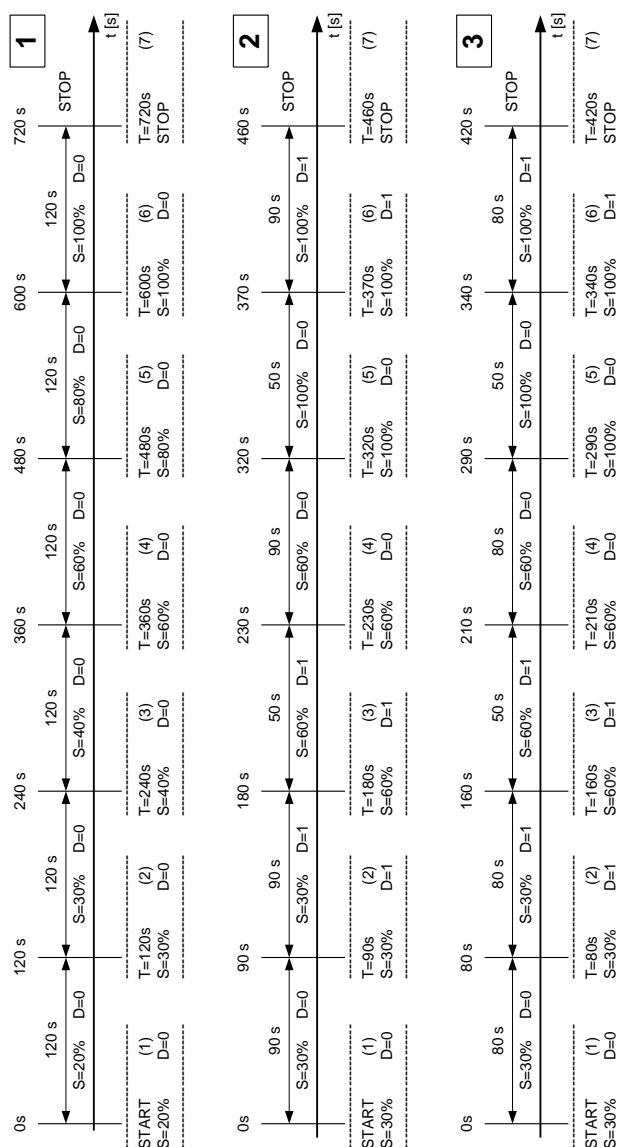 1
0s 120 s 240 s 360 s 480 s 600 s 720 s
120 s 120 s 120 s 120 s 120 s 120 s
S=20% D=0 S=30% D=0 S=40% D=0 S=60% D=0 S=80% D=0 S=100% D=0 STOP
t [s]
START (1) T=120s (2) T=240s (3) T=360s (4) T=480s (5) T=600s (6) T=720s (7)
S=20% D=0 S=30% D=0 S=40% D=0 S=60% D=0 S=80% D=0 S=100% D=0 STOP
2
0s 90 s 180 s 230 s 320 s 370 s 460 s
90 s 90 s 50 s 90 s 50 s 90 s
S=30% D=0 S=30% D=1 S=60% D=1 S=60% D=0 S=100% D=0 S=100% D=1 STOP
t [s]
START (1) T=90s (2) T=180s (3) T=230s (4) T=320s (5) T=370s (6) T=460s (7)
S=30% D=0 S=30% D=1 S=60% D=1 S=60% D=0 S=100% D=0 S=100% D=1 STOP
3
0s 80 s 160 s 210 s 290 s 340 s 420 s
80 s 80 s 50 s 80 s 50 s 80 s
S=30% D=0 S=30% D=1 S=60% D=1 S=60% D=0 S=100% D=0 S=100% D=1 STOP
t [s]
START (1) T=80s (2) T=160s (3) T=210s (4) T=290s (5) T=340s (6) T=420s (7)
S=30% D=0 S=30% D=1 S=60% D=1 S=60% D=0 S=100% D=0 S=100% D=1 STOP